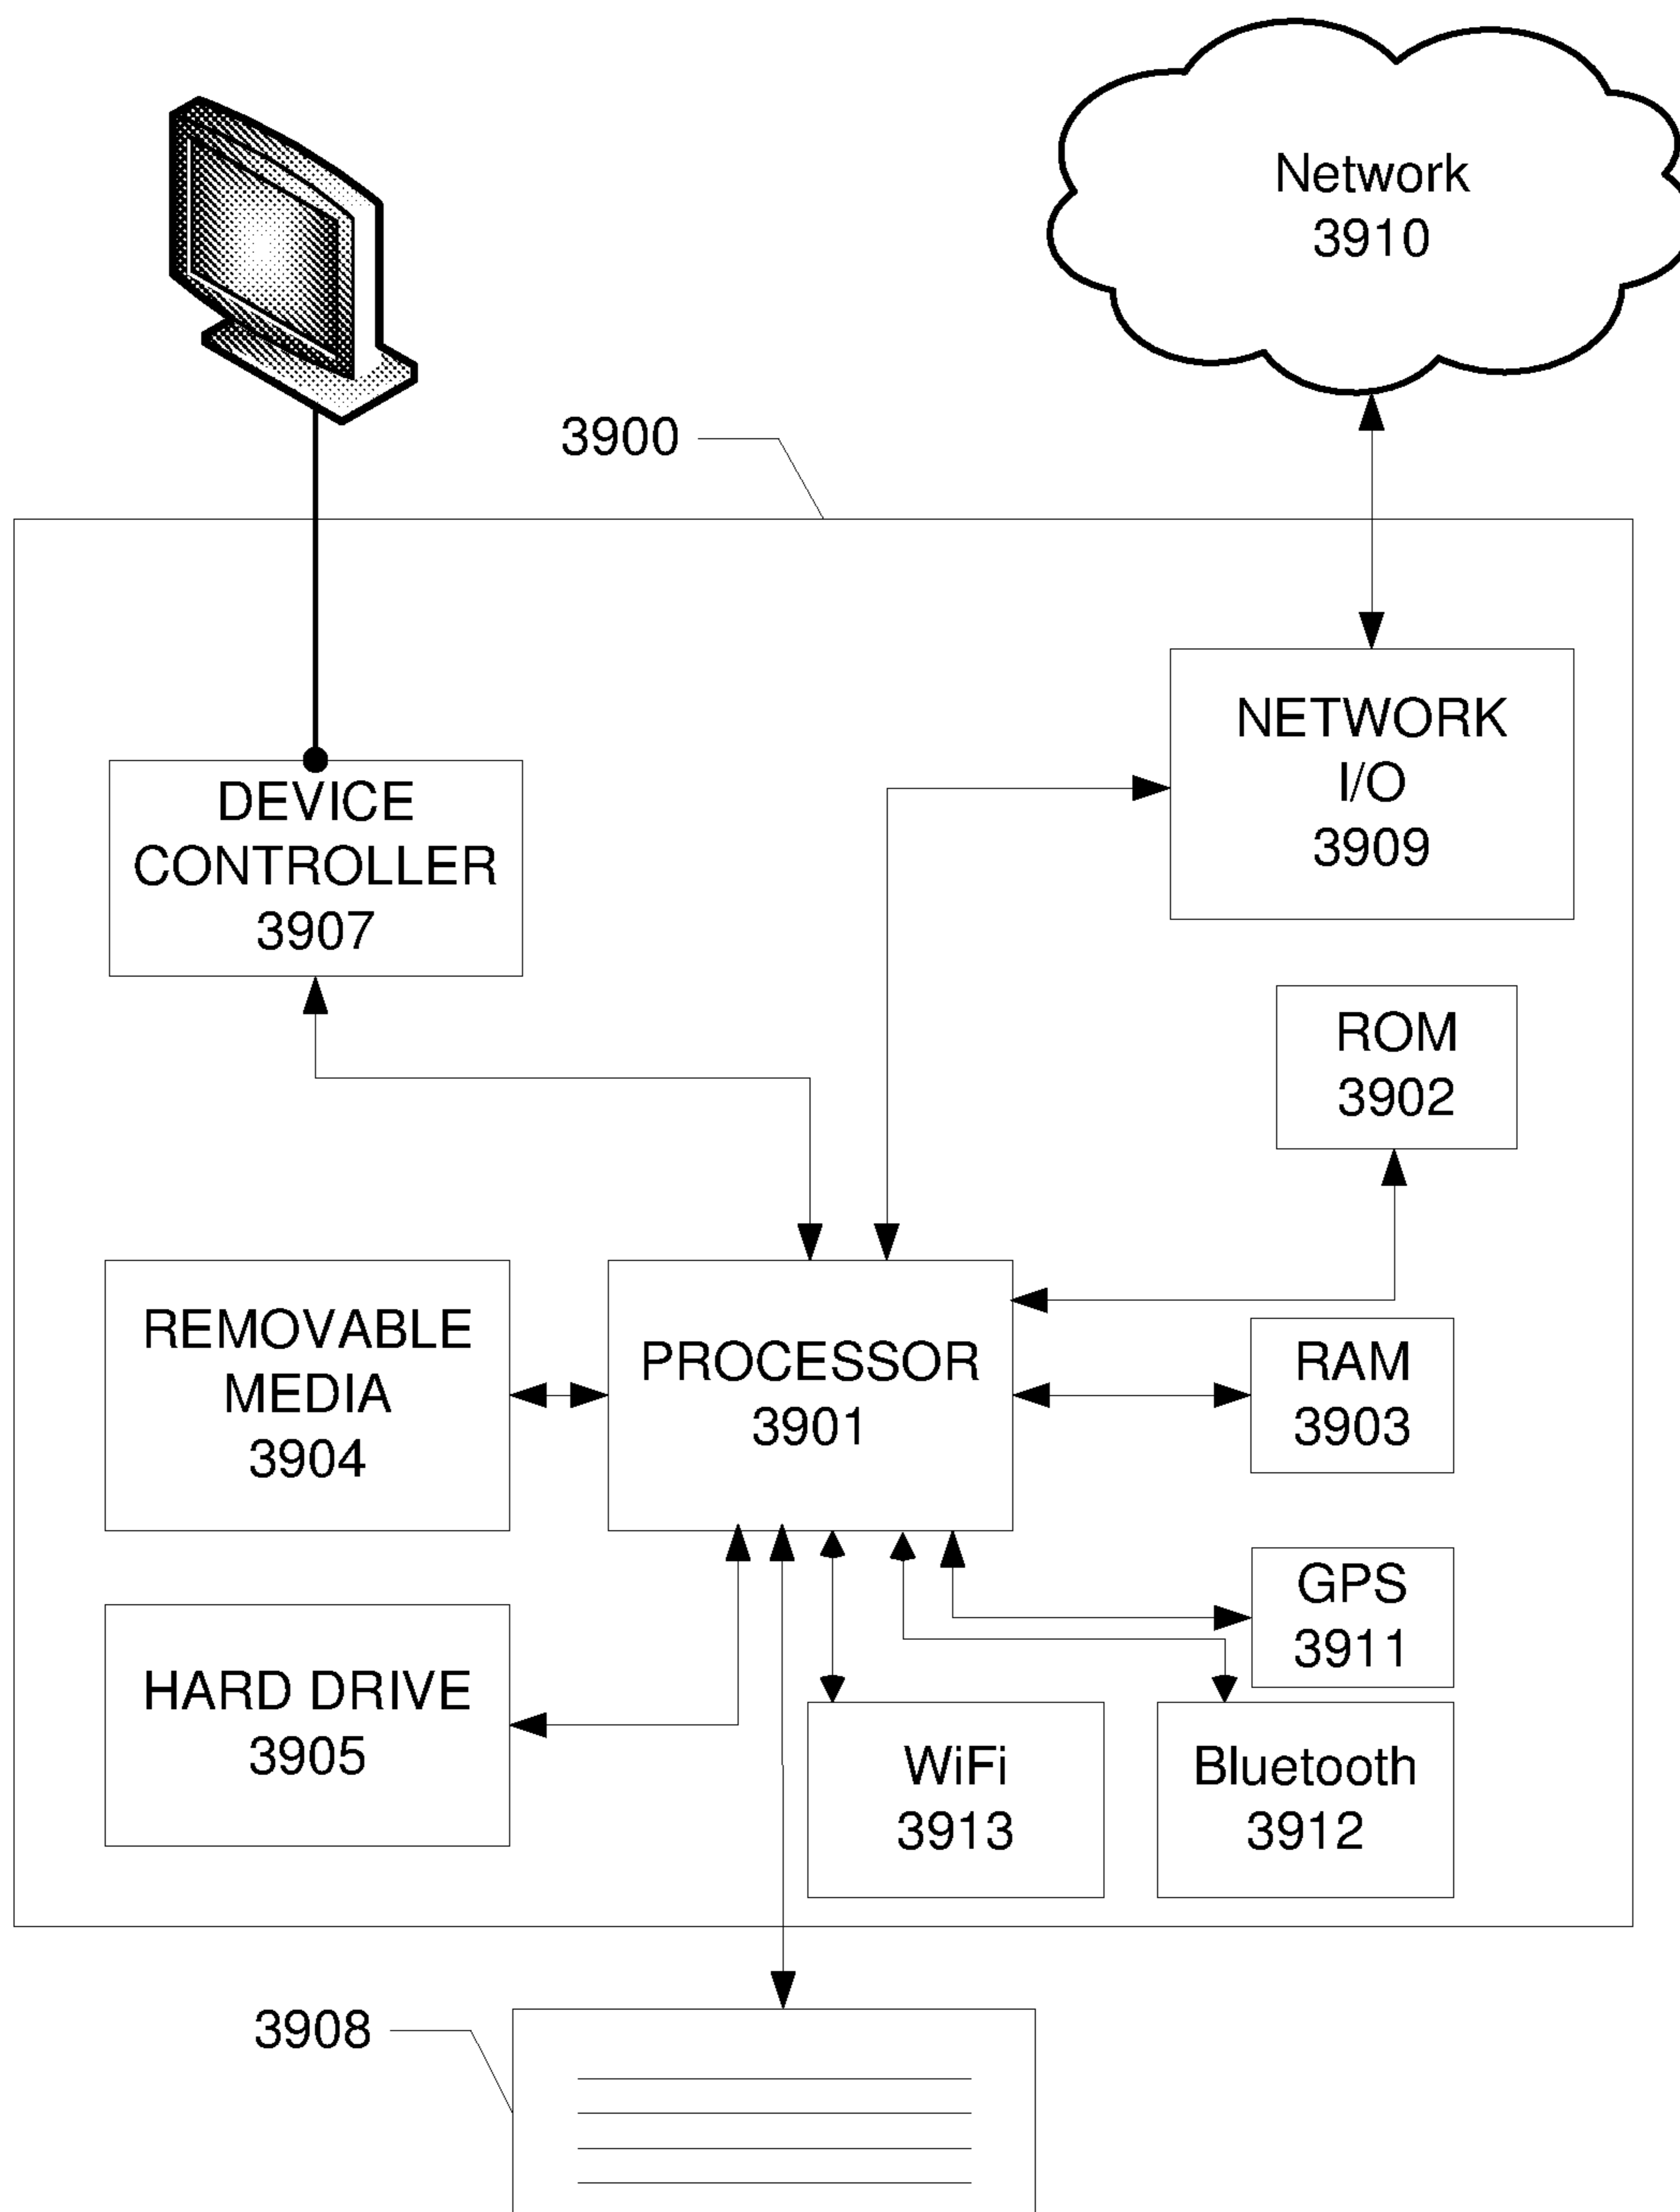 Network
3910
3900
NETWORK
I/O
3909
DEVICE
CONTROLLER
3907
ROM
3902
REMOVABLE
MEDIA
3904
PROCESSOR
3901
RAM
3903
GPS
3911
HARD DRIVE
3905
WiFi
3913
Bluetooth
3912
3908